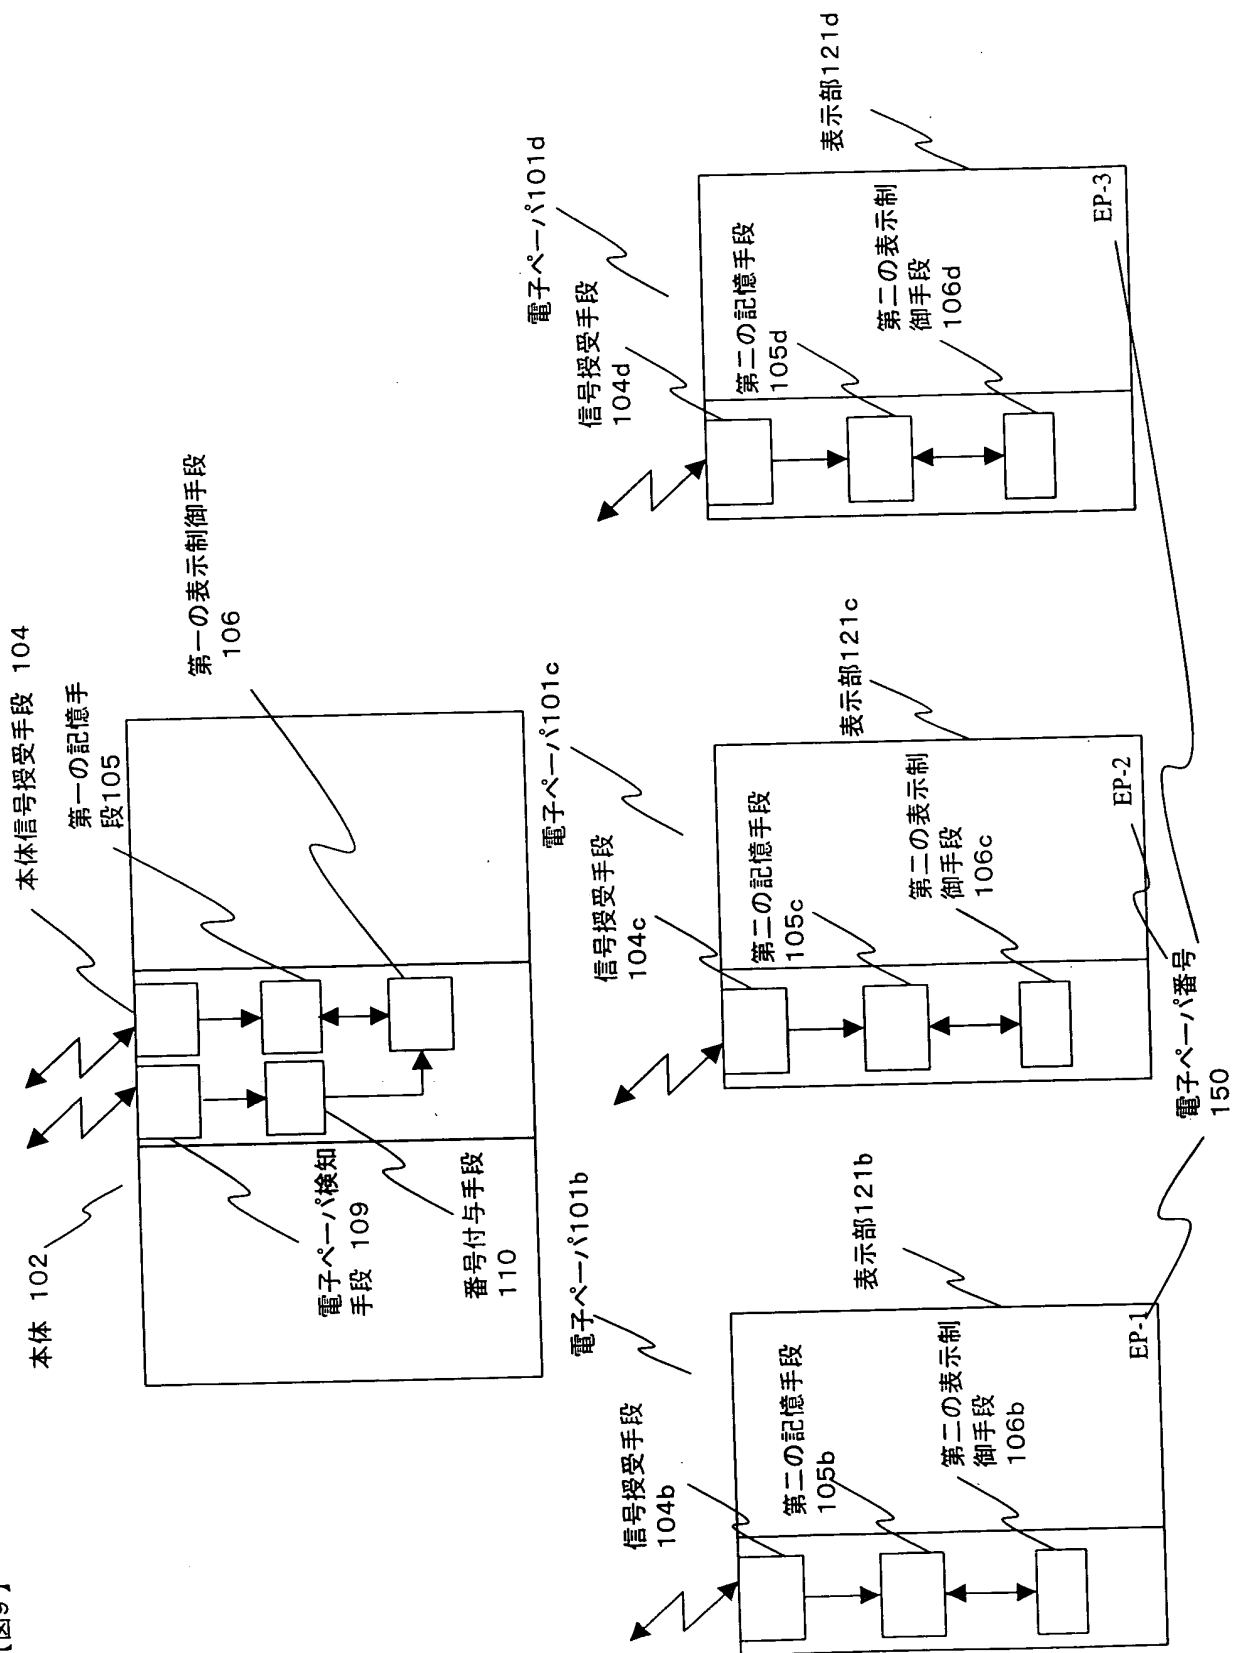 【図9】
本体 102
本体信号授受手段 104
第一の記憶手
段105
第一の表示制御手段
106
電子ペーパ検知
手段 109
番号付与手段
110
電子ペーパ101b
信号授受手段
104b
第二の記憶手段
105b
第二の表示制
御手段
106b
表示部121b
EP-1
電子ペーパ101c
信号授受手段
104c
第二の記憶手段
105c
第二の表示制
御手段
106c
表示部121c
EP-2
電子ペーパ101d
信号授受手段
104d
第二の記憶手段
105d
第二の表示制
御手段
106d
表示部121d
EP-3
電子ペーパ番号
150